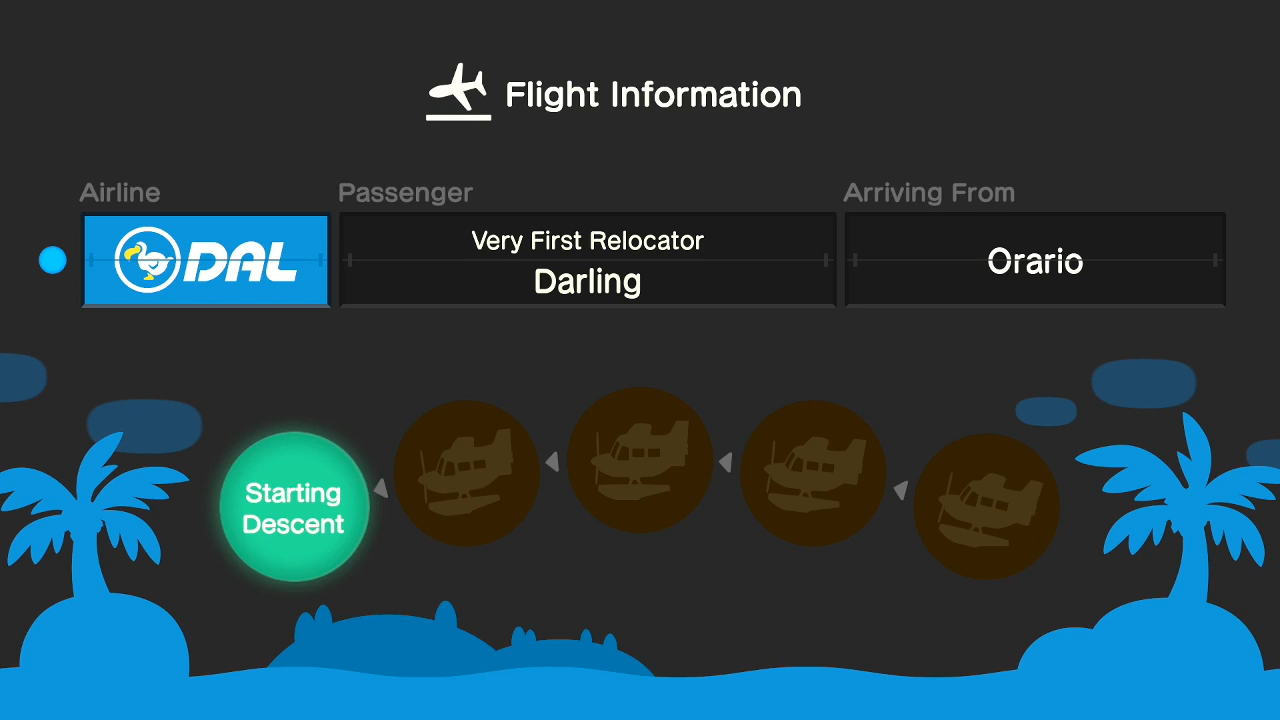 Flight Information
Airline
Passenger
Arriving From
DAL
Very First Relocator
Darling
Orario
Starting
Descent